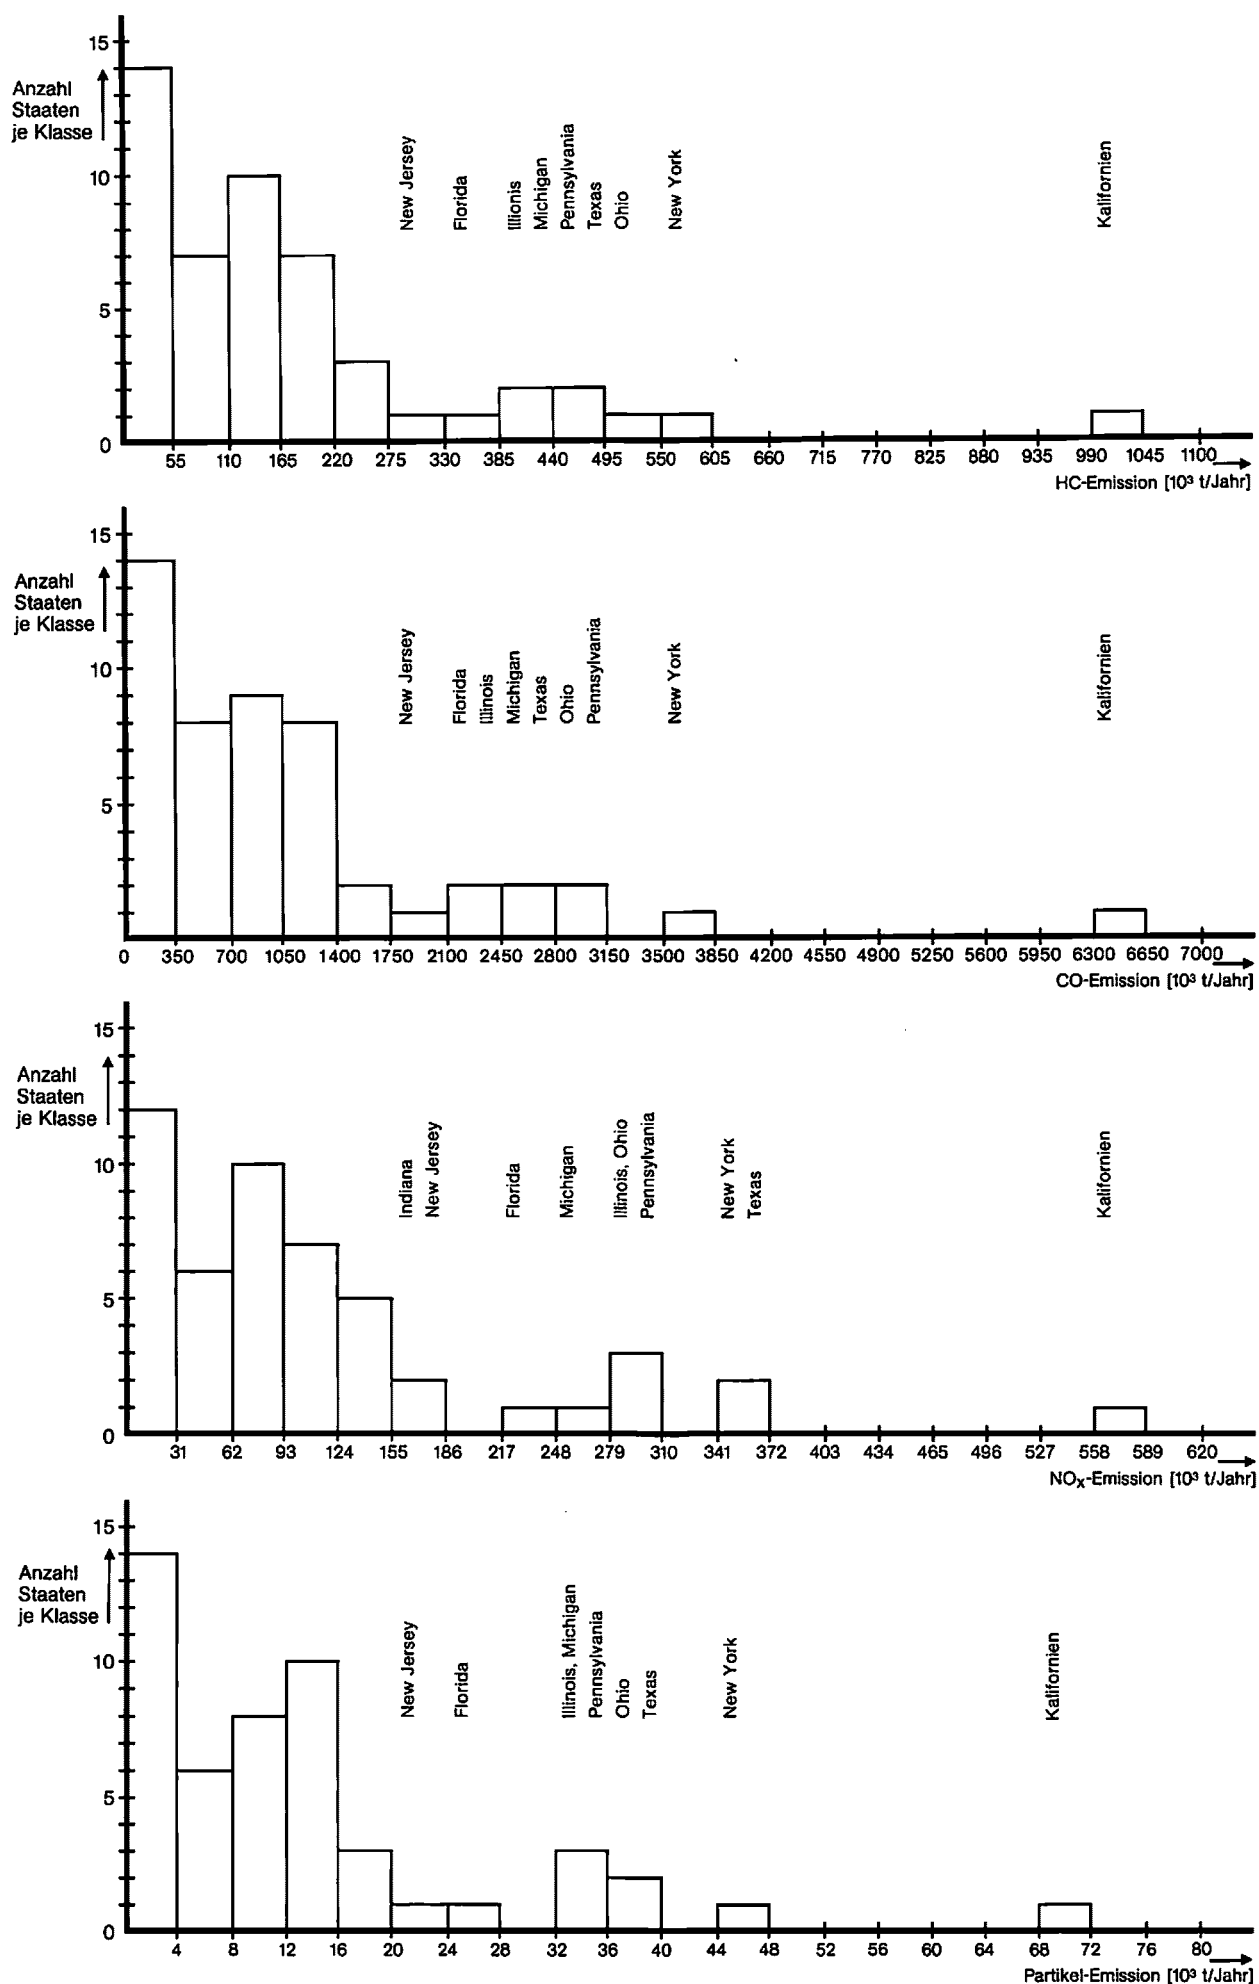 15
Anzahl
Staaten
je Klasse
10
5
0
New Jersey
Florida
Illionis
Michigan
Pennsylvania
Texas
Ohio
New York
Kalifornien
55 110 165 220 275 330 385 440 495 550 605 660 715 770 825 880 935 990 1045 1100
HC-Emission [10³ t/Jahr]
15
Anzahl
Staaten
je Klasse
10
5
New Jersey
Florida
Illinois
Michigan
Texas
Ohio
Pennsylvania
New York
Kalifornien
0 350 700 1050 1400 1750 2100 2450 2800 3150 3500 3850 4200 4550 4900 5250 5600 5950 6300 6650 7000
CO-Emission [10³ t/Jahr]
15
Anzahl
Staaten
je Klasse
10
5
0
Indiana
New Jersey
Florida
Michigan
Illinois, Ohio
Pennsylvania
New York
Texas
Kalifornien
31 62 93 124 155 186 217 248 279 310 341 372 403 434 465 496 527 558 589 620
NOx-Emission [10³ t/Jahr]
15
Anzahl
Staaten
je Klasse
10
5
0
New Jersey
Florida
Illinois, Michigan
Pennsylvania
Ohio
Texas
New York
Kalifornien
4 8 12 16 20 24 28 32 36 40 44 48 52 56 60 64 68 72 76 80
Partikel-Emission [10³ t/Jahr]